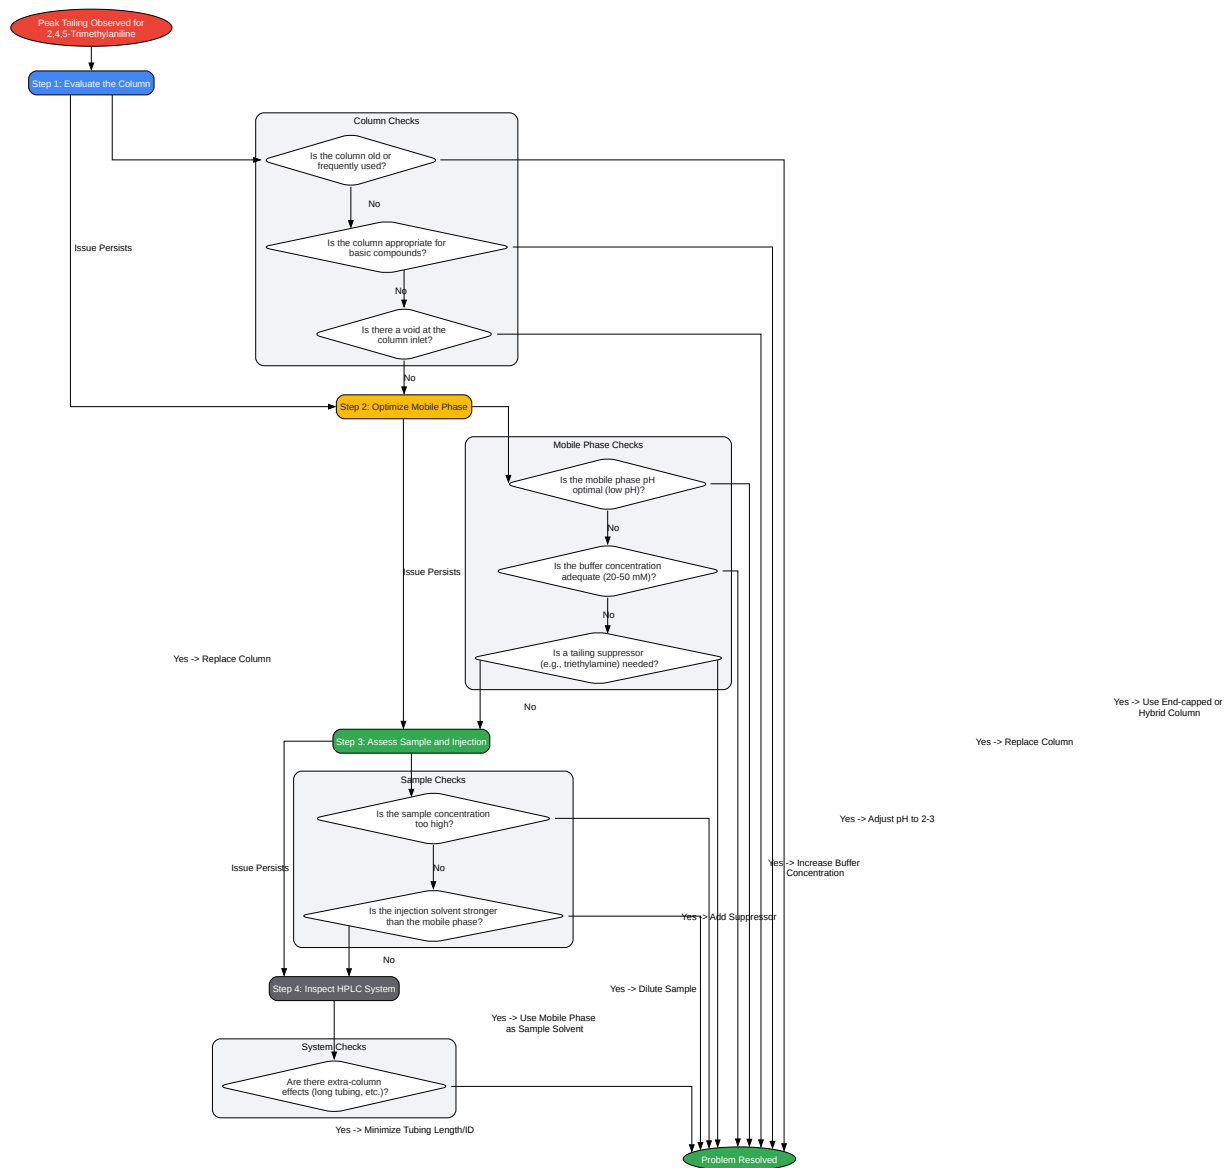 Peak Tailing Observed for
2,4,5-Trimethylaniline
Step 1: Evaluate the Column
Column Checks
Is the column old or
frequently used?
No
Is the column appropriate for
basic compounds?
Issue Persists
No
Is there a void at the
column inlet?
No
Step 2: Optimize Mobile Phase
Mobile Phase Checks
Is the mobile phase pH
optimal (low pH)?
No
Is the buffer concentration
adequate (20-50 mM)?
Issue Persists
No
Is a tailing suppressor
(e.g., triethylamine) needed?
Yes -> Replace Column
No
Yes -> Use End-capped or
Hybrid Column
Step 3: Assess Sample and Injection
Yes -> Replace Column
Sample Checks
Is the sample concentration
too high?
Yes -> Adjust pH to 2-3
Issue Persists
No
Yes -> Increase Buffer
Concentration
Is the injection solvent stronger
than the mobile phase?
Yes -> Add Suppressor
No
Step 4: Inspect HPLC System
Yes -> Dilute Sample
Yes -> Use Mobile Phase
as Sample Solvent
System Checks
Are there extra-column
effects (long tubing, etc.)?
Yes -> Minimize Tubing Length/ID
Problem Resolved